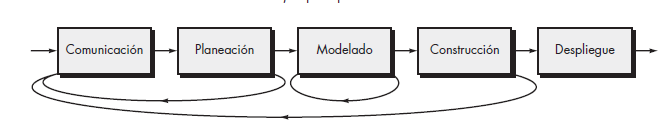 Comunicación
Planeación
Modelado
Construcción
Despliegue